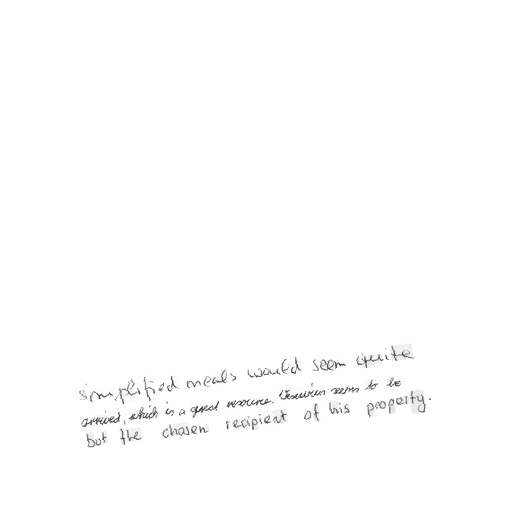 simplified meals would seem quite
arrived, which is a great resource. Vesuvius seems to be
but the chosen recipient of his property.